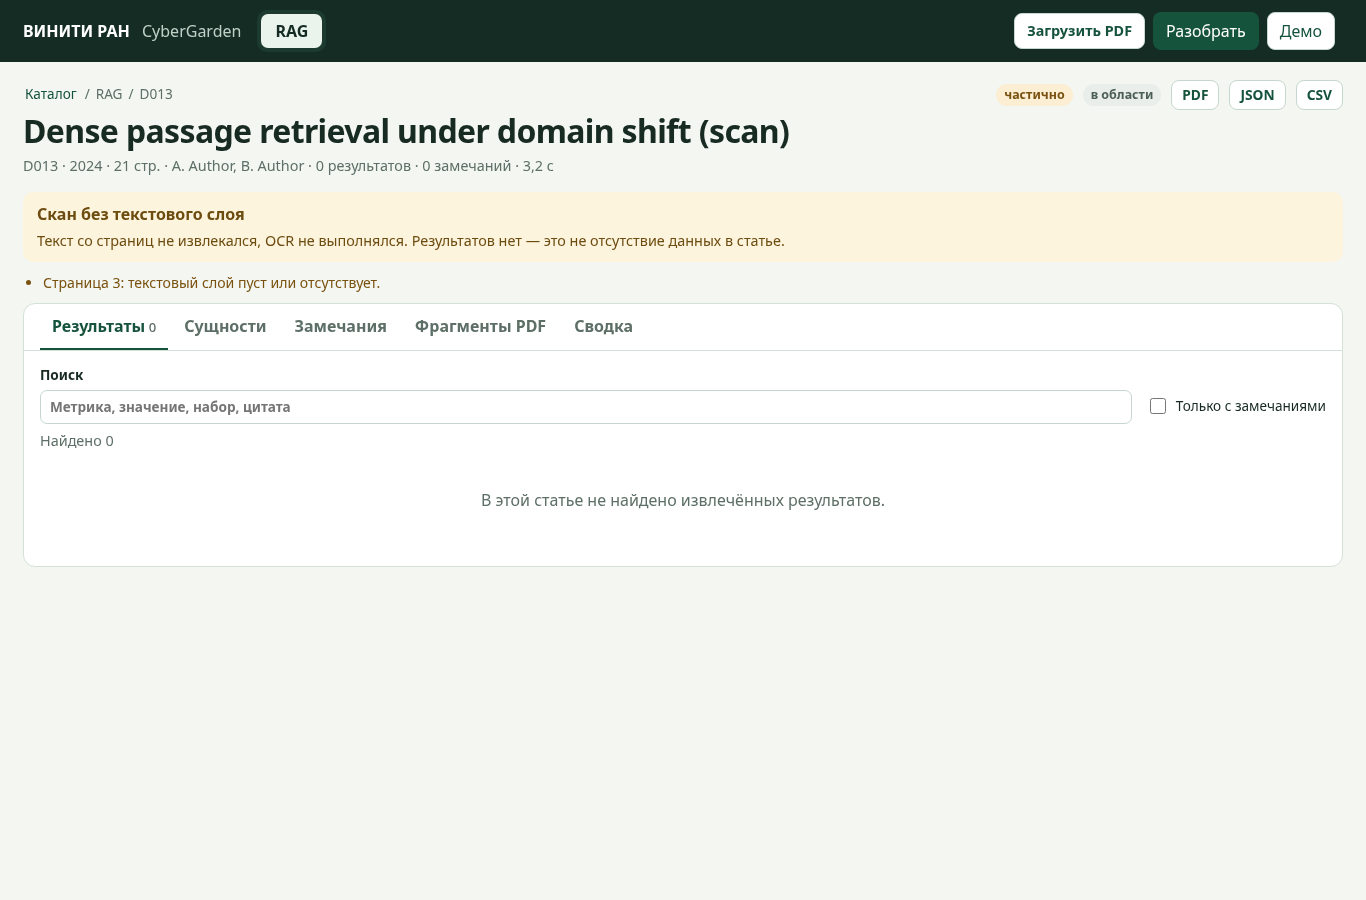 ВИНИТИ РАН CyberGarden RAG Загрузить PDF Разобрать Демо
Каталог / RAG / D013 частично в области PDF JSON CSV
Dense passage retrieval under domain shift (scan)
D013 · 2024 · 21 стр. · A. Author, B. Author · 0 результатов · 0 замечаний · 3,2 с
Скан без текстового слоя
Текст со страниц не извлекался, OCR не выполнялся. Результатов нет — это не отсутствие данных в статье.
• Страница 3: текстовый слой пуст или отсутствует.
Результаты 0 Сущности Замечания Фрагменты PDF Сводка
Поиск
Метрика, значение, набор, цитата Только с замечаниями
Найдено 0
В этой статье не найдено извлечённых результатов.